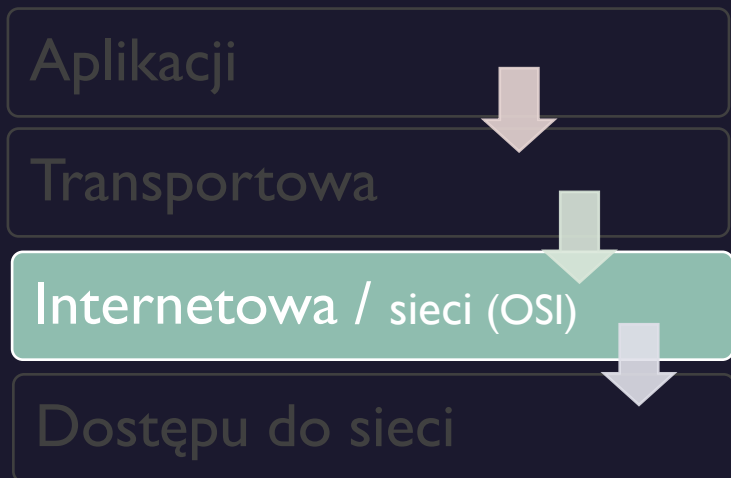 Aplikacji
Transportowa
Internetowa / sieci (OSI)
Dostępu do sieci